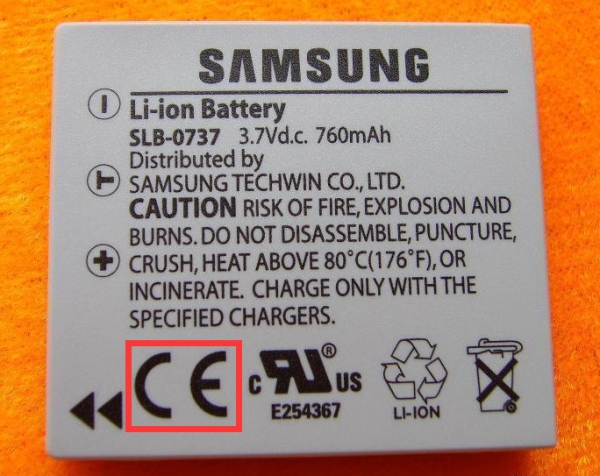 SAMSUNG
Li-ion Battery
SLB-0737 3.7Vd.c. 760mAh
Distributed by
SAMSUNG TECHWIN CO., LTD.
CAUTION RISK OF FIRE, EXPLOSION AND
BURNS. DO NOT DISASSEMBLE, PUNCTURE,
CRUSH, HEAT ABOVE 80°C(176°F), OR
INCINERATE. CHARGE ONLY WITH THE
SPECIFIED CHARGERS.
CE c RU® US
E254367
LI-ION